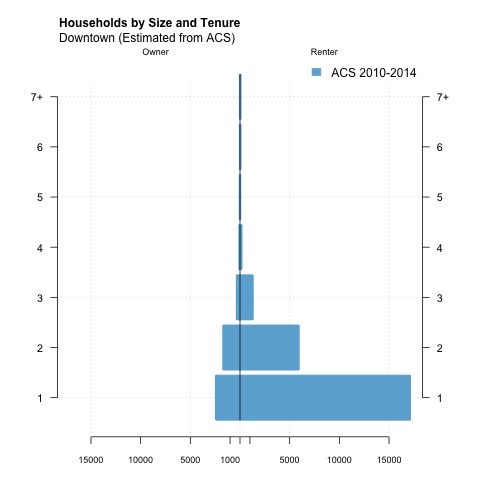 Households by Size and Tenure
Downtown (Estimated from ACS)
Owner Renter
ACS 2010-2014
7+ 7+
6 6
5 5
4 4
3 3
2 2
1 1
15000 10000 5000 1000 5000 10000 15000